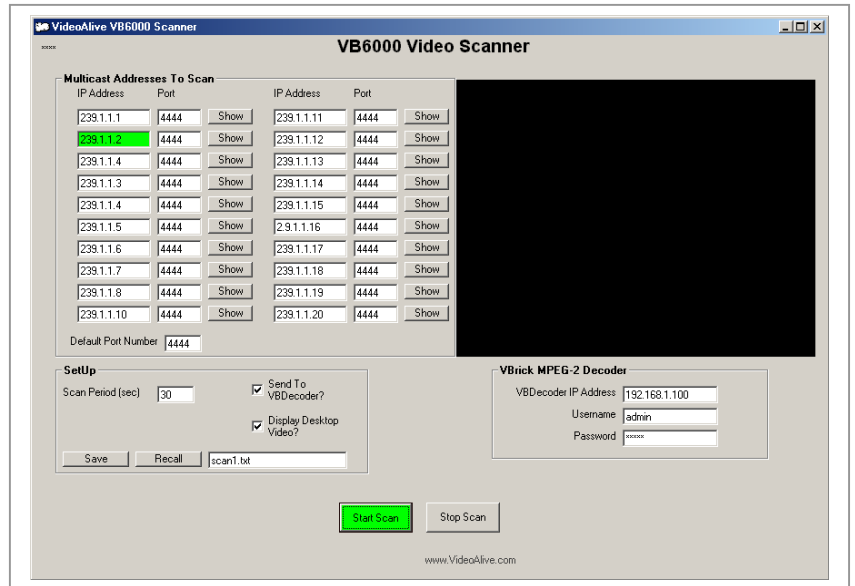 VideoAlive VB6000 Scanner
xxxx
VB6000 Video Scanner
Multicast Addresses To Scan
IP Address Port IP Address Port
239.1.1.1 4444 Show 239.1.1.11 4444 Show
239.1.1.2 4444 Show 239.1.1.12 4444 Show
239.1.1.4 4444 Show 239.1.1.13 4444 Show
239.1.1.3 4444 Show 239.1.1.14 4444 Show
239.1.1.4 4444 Show 239.1.1.15 4444 Show
239.1.1.5 4444 Show 2.9.1.1.16 4444 Show
239.1.1.6 4444 Show 239.1.1.17 4444 Show
239.1.1.7 4444 Show 239.1.1.18 4444 Show
239.1.1.8 4444 Show 239.1.1.19 4444 Show
239.1.1.10 4444 Show 239.1.1.20 4444 Show
Default Port Number 4444
SetUp
Scan Period (sec) 30
Send To
VBDecoder?
Display Desktop
Video?
Save Recall scan1.txt
VBrick MPEG-2 Decoder
VBDecoder IP Address 192.168.1.100
Username admin
Password xxxxx
Start Scan Stop Scan
www.VideoAlive.com